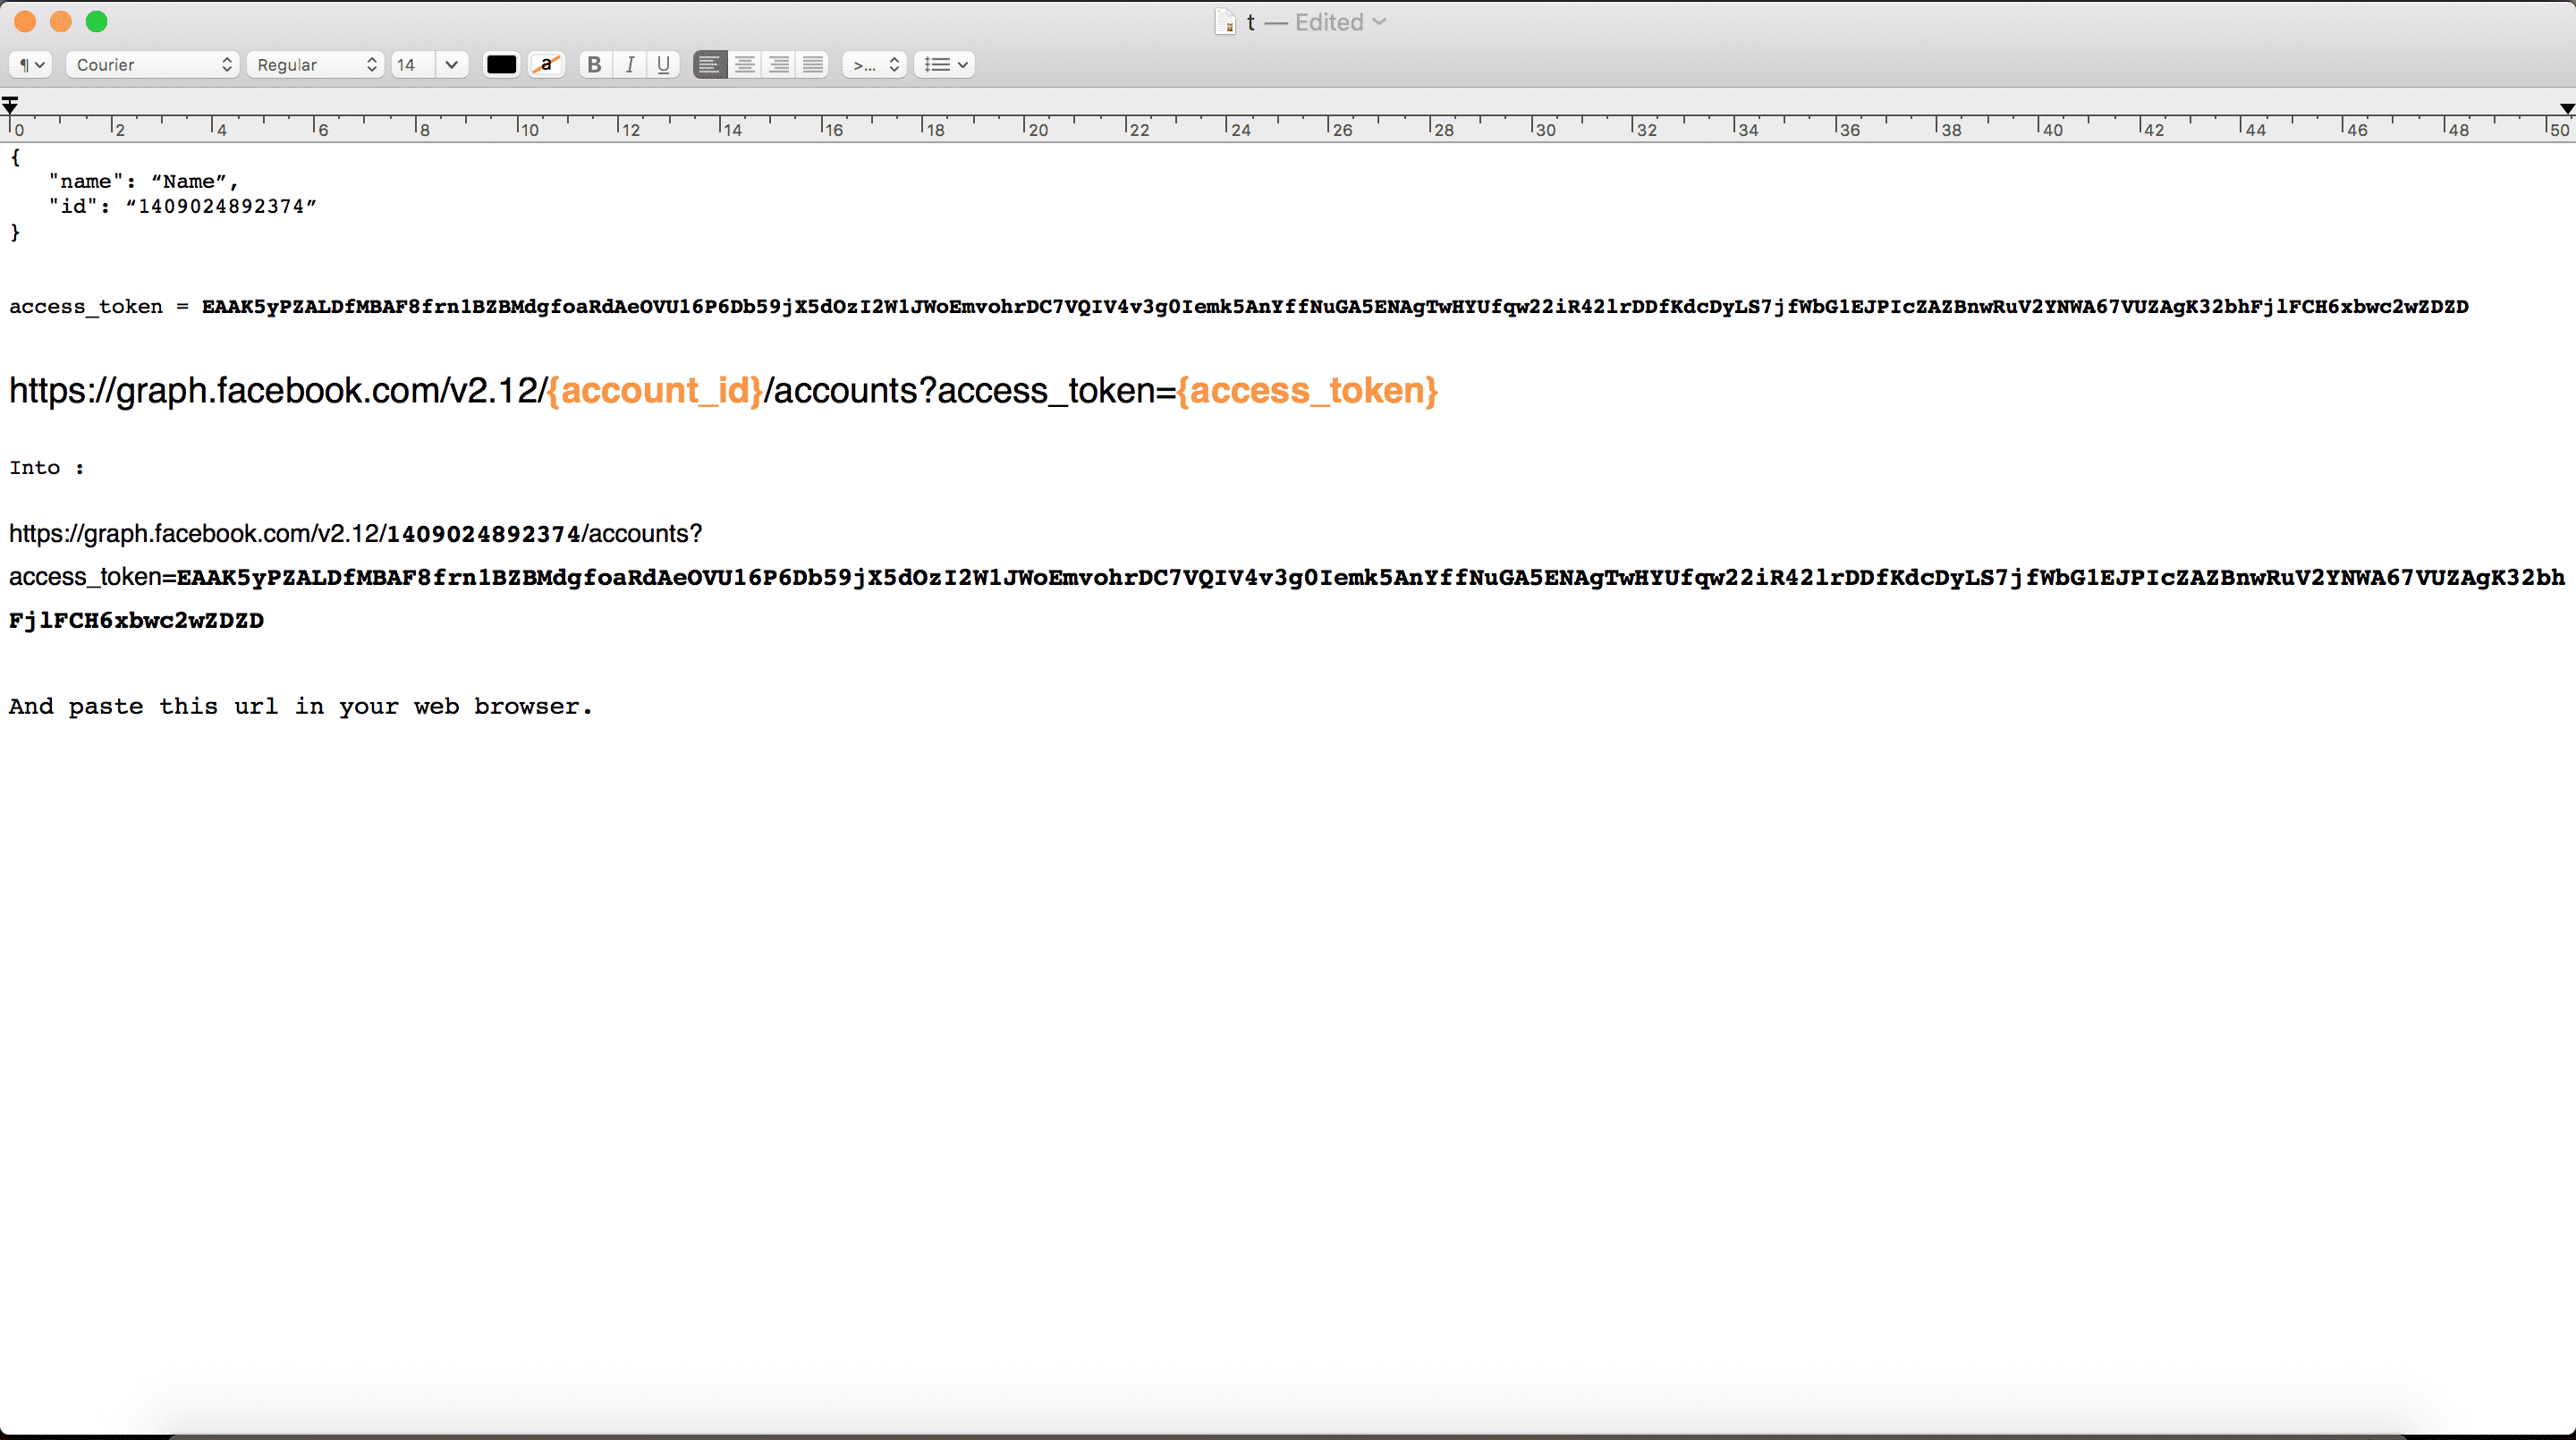 t — Edited
¶ Courier Regular 14 a B I U >...
0 2 4 6 8 10 12 14 16 18 20 22 24 26 28 30 32 34 36 38 40 42 44 46 48 50
{
"name": “Name”,
"id": “1409024892374”
}
access_token = EAAK5yPZALDfMBAF8frn1BZBMdgfoaRdAeOVU16P6Db59jX5dOzI2W1JWoEmvohrDC7VQIV4v3g0Iemk5AnYffNuGA5ENAgTwHYUfqw22iR42lrDDfKdcDyLS7jfWbG1EJPIcZAZBnwRuV2YNWA67VUZAgK32bhFjlFCH6xbwc2wZDZD
https://graph.facebook.com/v2.12/{account_id}/accounts?access_token={access_token}
Into :
https://graph.facebook.com/v2.12/1409024892374/accounts?
access_token=EAAK5yPZALDfMBAF8frn1BZBMdgfoaRdAeOVU16P6Db59jX5dOzI2W1JWoEmvohrDC7VQIV4v3g0Iemk5AnYffNuGA5ENAgTwHYUfqw22iR42lrDDfKdcDyLS7jfWbG1EJPIcZAZBnwRuV2YNWA67VUZAgK32bh
FjlFCH6xbwc2wZDZD
And paste this url in your web browser.